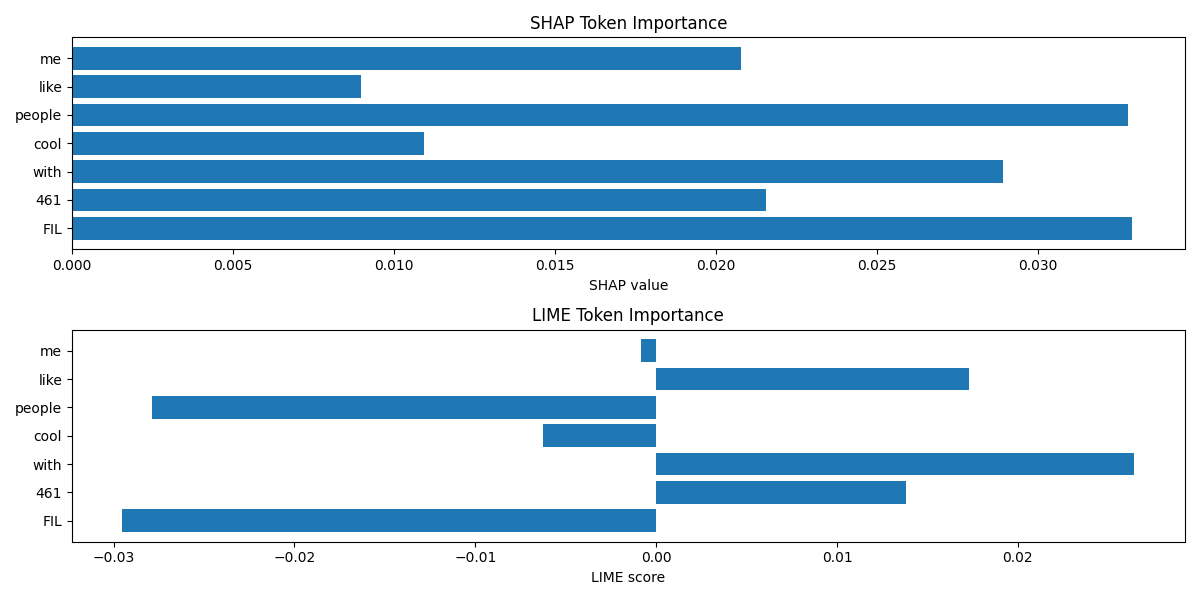 SHAP Token Importance
me
like
people
cool
with
461
FIL
0.000 0.005 0.010 0.015 0.020 0.025 0.030
SHAP value
LIME Token Importance
me
like
people
cool
with
461
FIL
−0.03 −0.02 −0.01 0.00 0.01 0.02
LIME score